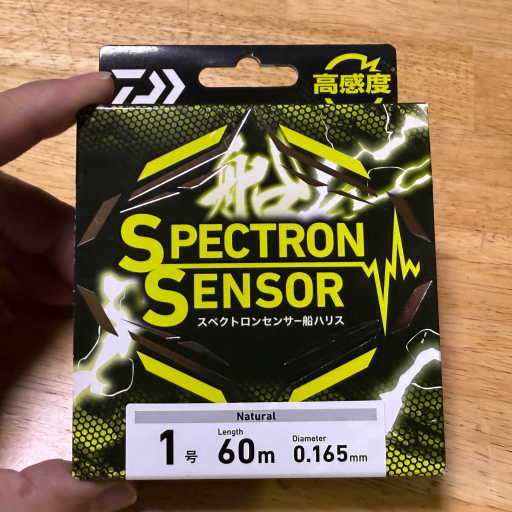 高感度
船
SPECTRON
SENSOR
スペクトロンセンサー船ハリス
Natural
1号
Length
60m
Diameter
0.165mm